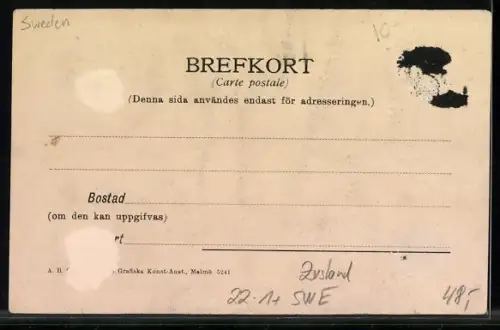 Sweden
10
BREFKORT
(Carte postale)
(Denna sida användes endast för adresseringen.)
Bostad
(om den kan uppgifvas)
rt
A. B. Grafiska Konst-Anst., Malmö 5241
22.1+ SWE
48,-